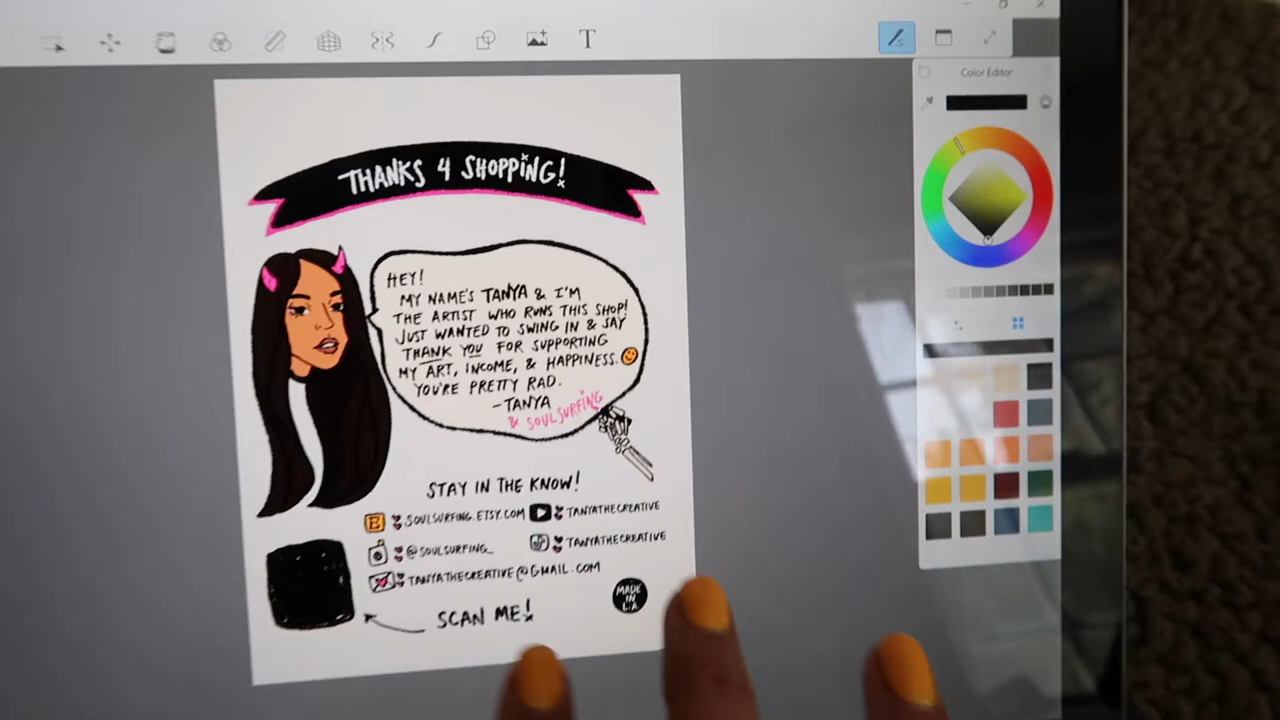 T
Color Editor
THANKS 4 SHOPPING!
HEY!
MY NAME'S TANYA & I'M
THE ARTIST WHO RUNS THIS SHOP!
JUST WANTED TO SWING IN & SAY
THANK YOU FOR SUPPORTING
MY ART, INCOME, & HAPPINESS.
YOU'RE PRETTY RAD.
-TANYA
& SOULSURFING
STAY IN THE KNOW!
E SOULSURFING.ETSY.COM TANYATHECREATIVE
@SOULSURFING_ TANYATHECREATIVE
TANYATHECREATIVE@GMAIL.COM
SCAN ME!
MADE
IN
L.A.